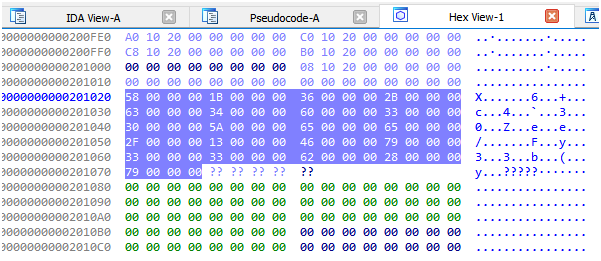 IDA View-A Pseudocode-A Hex View-1
0000000000200FE0 A0 10 20 00 00 00 00 00 C0 10 20 00 00 00 00 00 ..·.......·.....
0000000000200FF0 C8 10 20 00 00 00 00 00 B0 10 20 00 00 00 00 00 ..·.......·.....
0000000000201000 00 00 00 00 00 00 00 00 08 10 20 00 00 00 00 00 ..........·.....
0000000000201010 00 00 00 00 00 00 00 00 00 00 00 00 00 00 00 00 ................
0000000000201020 58 00 00 00 1B 00 00 00 36 00 00 00 2B 00 00 00 X.......6...+...
0000000000201030 63 00 00 00 34 00 00 00 60 00 00 00 33 00 00 00 c...4...`...3...
0000000000201040 30 00 00 00 5A 00 00 00 65 00 00 00 65 00 00 00 0...Z...e...e...
0000000000201050 2F 00 00 00 13 00 00 00 46 00 00 00 79 00 00 00 /.......F...y...
0000000000201060 33 00 00 00 33 00 00 00 62 00 00 00 28 00 00 00 3...3...b...(...
0000000000201070 79 00 00 00 ?? ?? ?? ?? ?? y...?????.......
0000000000201080 00 00 00 00 00 00 00 00 00 00 00 00 00 00 00 00 ................
0000000000201090 00 00 00 00 00 00 00 00 00 00 00 00 00 00 00 00 ................
00000000002010A0 00 00 00 00 00 00 00 00 00 00 00 00 00 00 00 00 ................
00000000002010B0 00 00 00 00 00 00 00 00 00 00 00 00 00 00 00 00 ................
00000000002010C0 00 00 00 00 00 00 00 00 00 00 00 00 00 00 00 00 ................